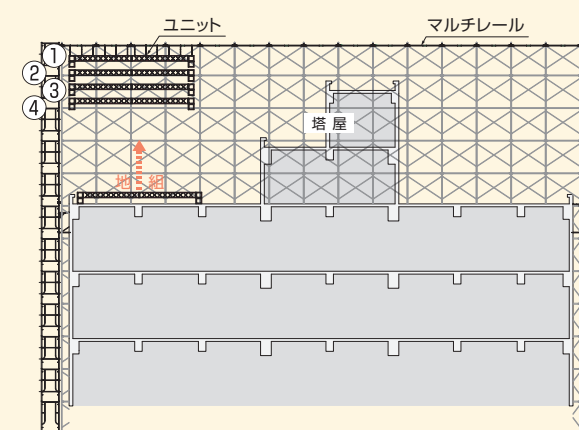 ユニット
マルチレール
①
②
③
④
塔 屋
地 組